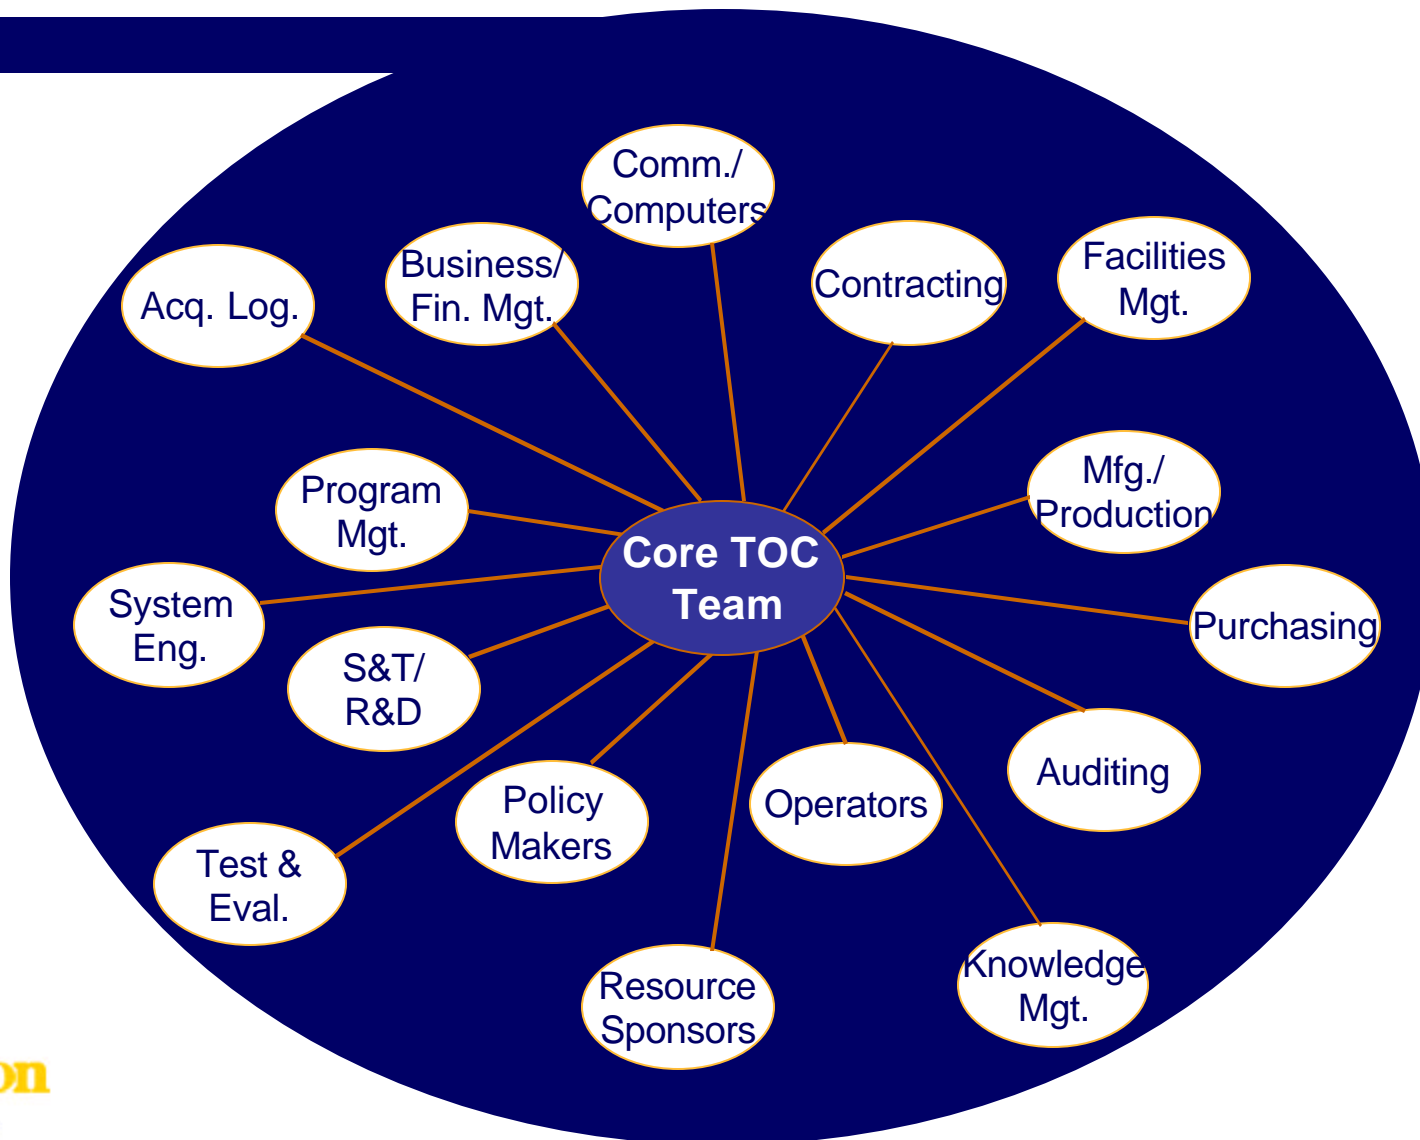 Comm./
Computers
Business/
Fin. Mgt.
Acq. Log.
Contracting
Facilities
Mgt.
Program
Mgt.
Mfg./
Production
Core TOC
Team
System
Eng.
S&T/
R&D
Purchasing
Policy
Makers
Operators
Auditing
Test &
Eval.
Resource
Sponsors
Knowledge
Mgt.
on